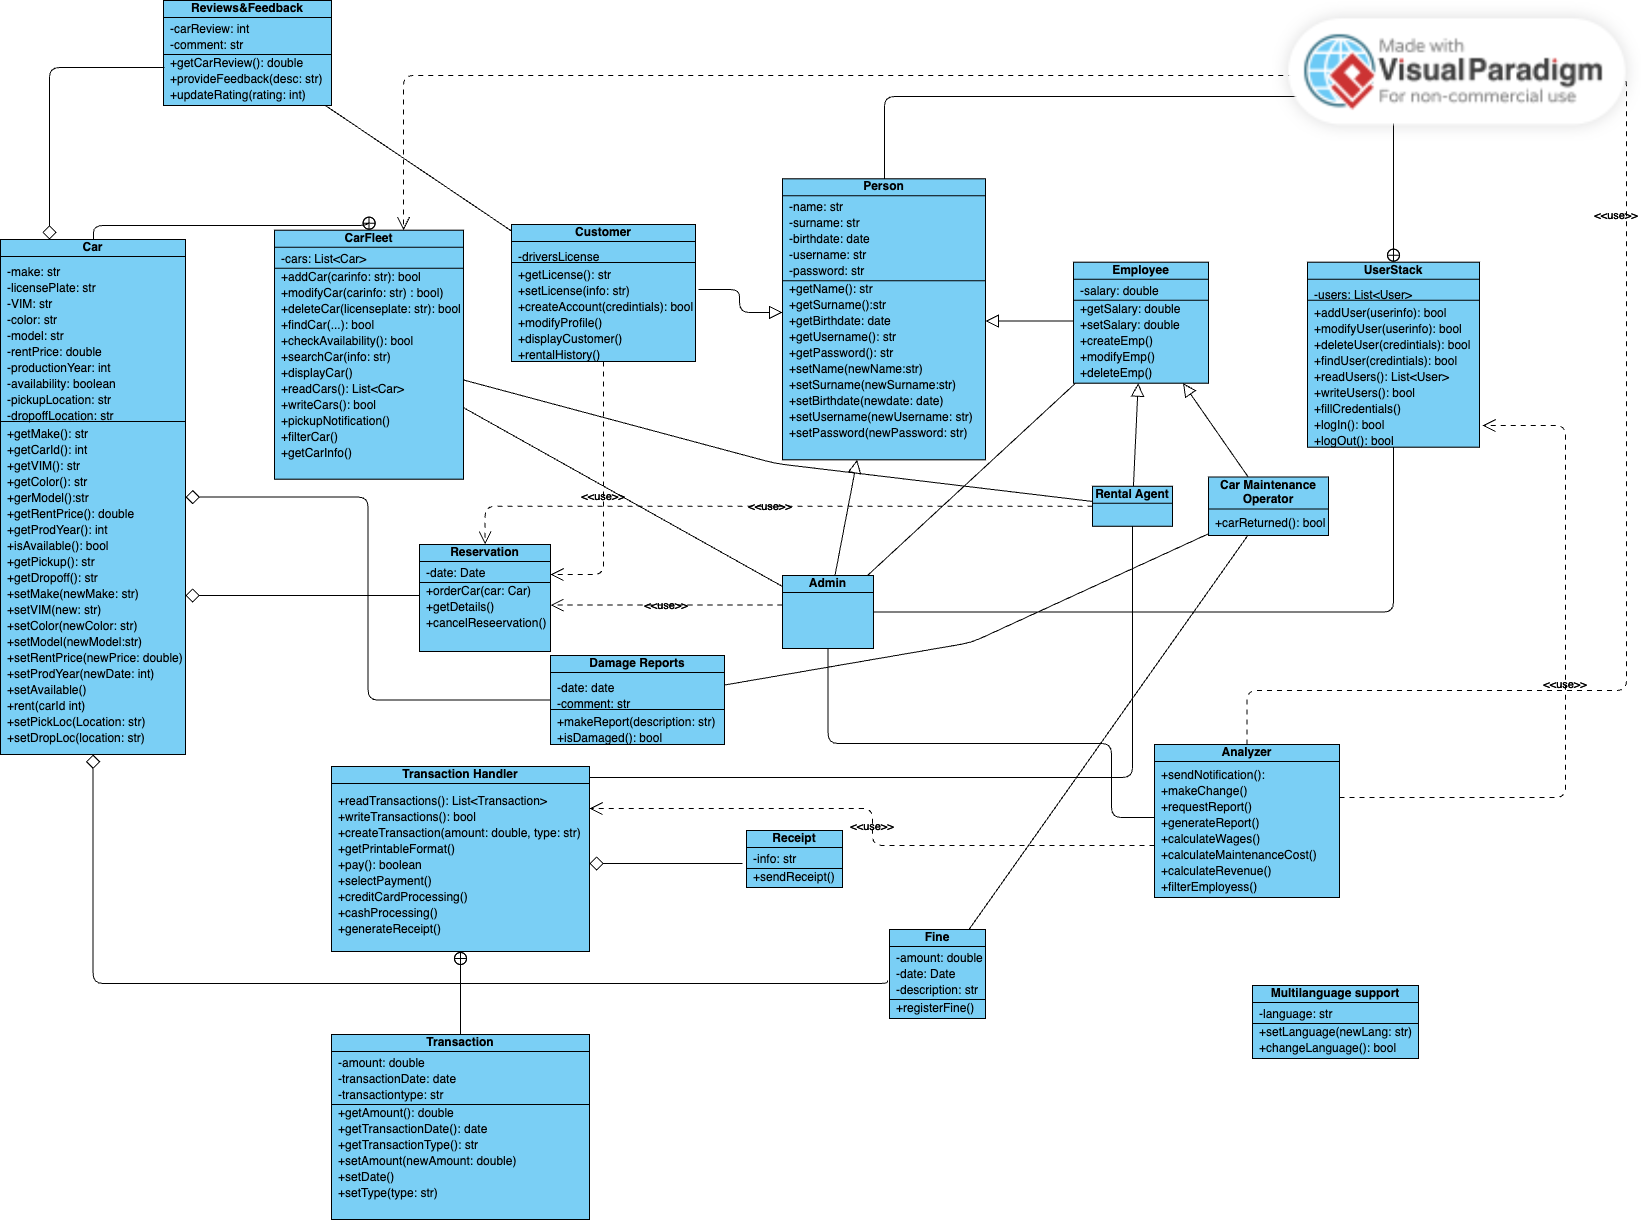 Reviews&Feedback
-carReview: int
-comment: str
+getCarReview(): double
+provideFeedback(desc: str)
+updateRating(rating: int)
Made with
Visual Paradigm
For non-commercial use
<<use>>
Car
-make: str
-licensePlate: str
-VIM: str
-color: str
-model: str
-rentPrice: double
-productionYear: int
-availability: boolean
-pickupLocation: str
-dropoffLocation: str
+getMake(): str
+getCarId(): int
+getVIM(): str
+getColor(): str
+gerModel():str
+getRentPrice(): double
+getProdYear(): int
+isAvailable(): bool
+getPickup(): str
+getDropoff(): str
+setMake(newMake: str)
+setVIM(new: str)
+setColor(newColor: str)
+setModel(newModel:str)
+setRentPrice(newPrice: double)
+setProdYear(newDate: int)
+setAvailable()
+rent(carId int)
+setPickLoc(Location: str)
+setDropLoc(location: str)
CarFleet
-cars: List<Car>
+addCar(carinfo: str): bool
+modifyCar(carinfo: str) : bool)
+deleteCar(licenseplate: str): bool
+findCar(...): bool
+checkAvailability(): bool
+searchCar(info: str)
+displayCar()
+readCars(): List<Car>
+writeCars(): bool
+pickupNotification()
+filterCar()
+getCarInfo()
Customer
-driversLicense
+getLicense(): str
+setLicense(info: str)
+createAccount(credintials): bool
+modifyProfile()
+displayCustomer()
+rentalHistory()
Person
-name: str
-surname: str
-birthdate: date
-username: str
-password: str
+getName(): str
+getSurname():str
+getBirthdate: date
+getUsername(): str
+getPassword(): str
+setName(newName:str)
+setSurname(newSurname:str)
+setBirthdate(newdate: date)
+setUsername(newUsername: str)
+setPassword(newPassword: str)
Employee
-salary: double
+getSalary: double
+setSalary: double
+createEmp()
+modifyEmp()
+deleteEmp()
UserStack
-users: List<User>
+addUser(userinfo): bool
+modifyUser(userinfo): bool
+deleteUser(credintials): bool
+findUser(credintials): bool
+readUsers(): List<User>
+writeUsers(): bool
+fillCredentials()
+logIn(): bool
+logOut(): bool
Rental Agent
Car Maintenance
Operator
+carReturned(): bool
<<use>>
<<use>>
Reservation
-date: Date
+orderCar(car: Car)
+getDetails()
+cancelReseervation()
Admin
<<use>>
Damage Reports
-date: date
-comment: str
+makeReport(description: str)
+isDamaged(): bool
<<use>>
Analyzer
+sendNotification():
+makeChange()
+requestReport()
+generateReport()
+calculateWages()
+calculateMaintenanceCost()
+calculateRevenue()
+filterEmployess()
Transaction Handler
+readTransactions(): List<Transaction>
+writeTransactions(): bool
+createTransaction(amount: double, type: str)
+getPrintableFormat()
+pay(): boolean
+selectPayment()
+creditCardProcessing()
+cashProcessing()
+generateReceipt()
<<use>>
Receipt
-info: str
+sendReceipt()
Fine
-amount: double
-date: Date
-description: str
+registerFine()
Multilanguage support
-language: str
+setLanguage(newLang: str)
+changeLanguage(): bool
Transaction
-amount: double
-transactionDate: date
-transactiontype: str
+getAmount(): double
+getTransactionDate(): date
+getTransactionType(): str
+setAmount(newAmount: double)
+setDate()
+setType(type: str)